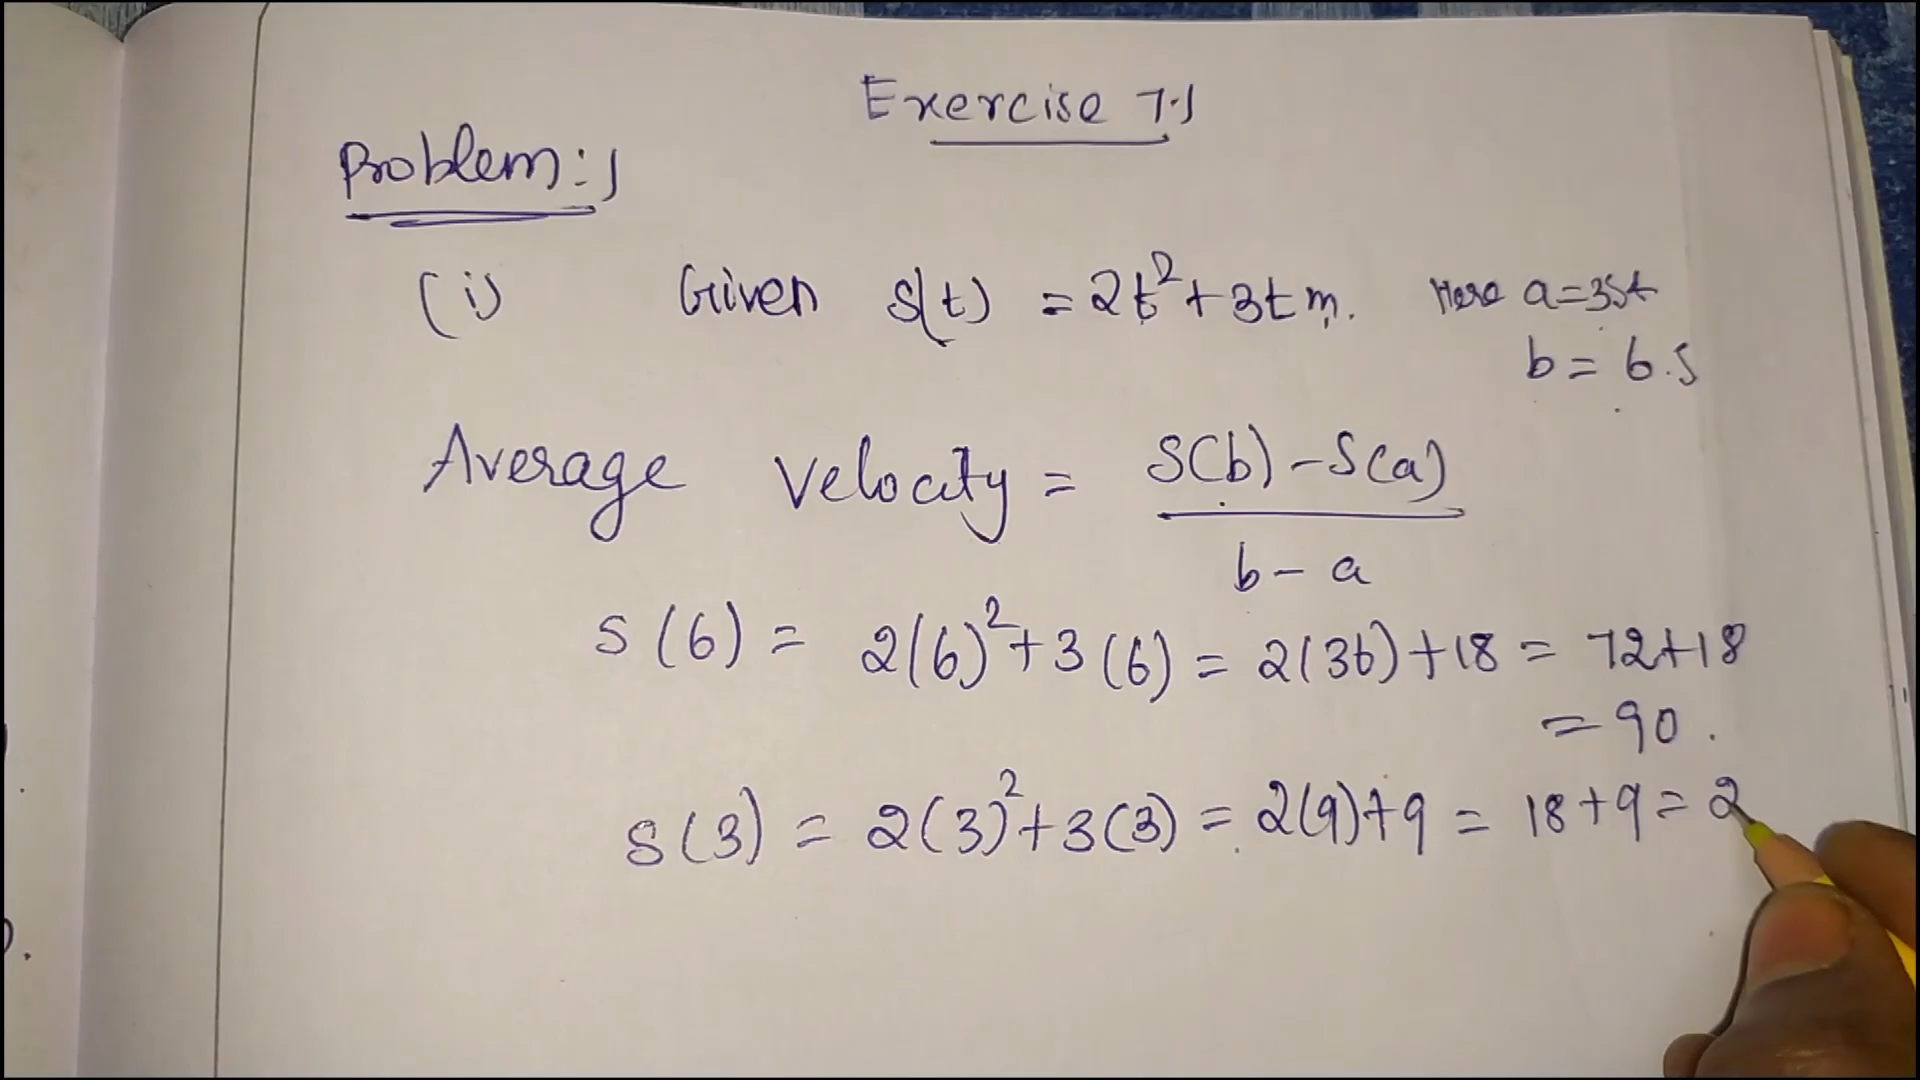 Exercise 7.1
Problem: 1
(i) Given S(t) = 2t² + 3t m. Here a = 3s &
b = 6.s
Average Velocity = S(b) - S(a)
b - a
S(6) = 2(6)² + 3(6) = 2(36) + 18 = 72 + 18
= 90.
S(3) = 2(3)² + 3(3) = 2(9) + 9 = 18 + 9 = 2